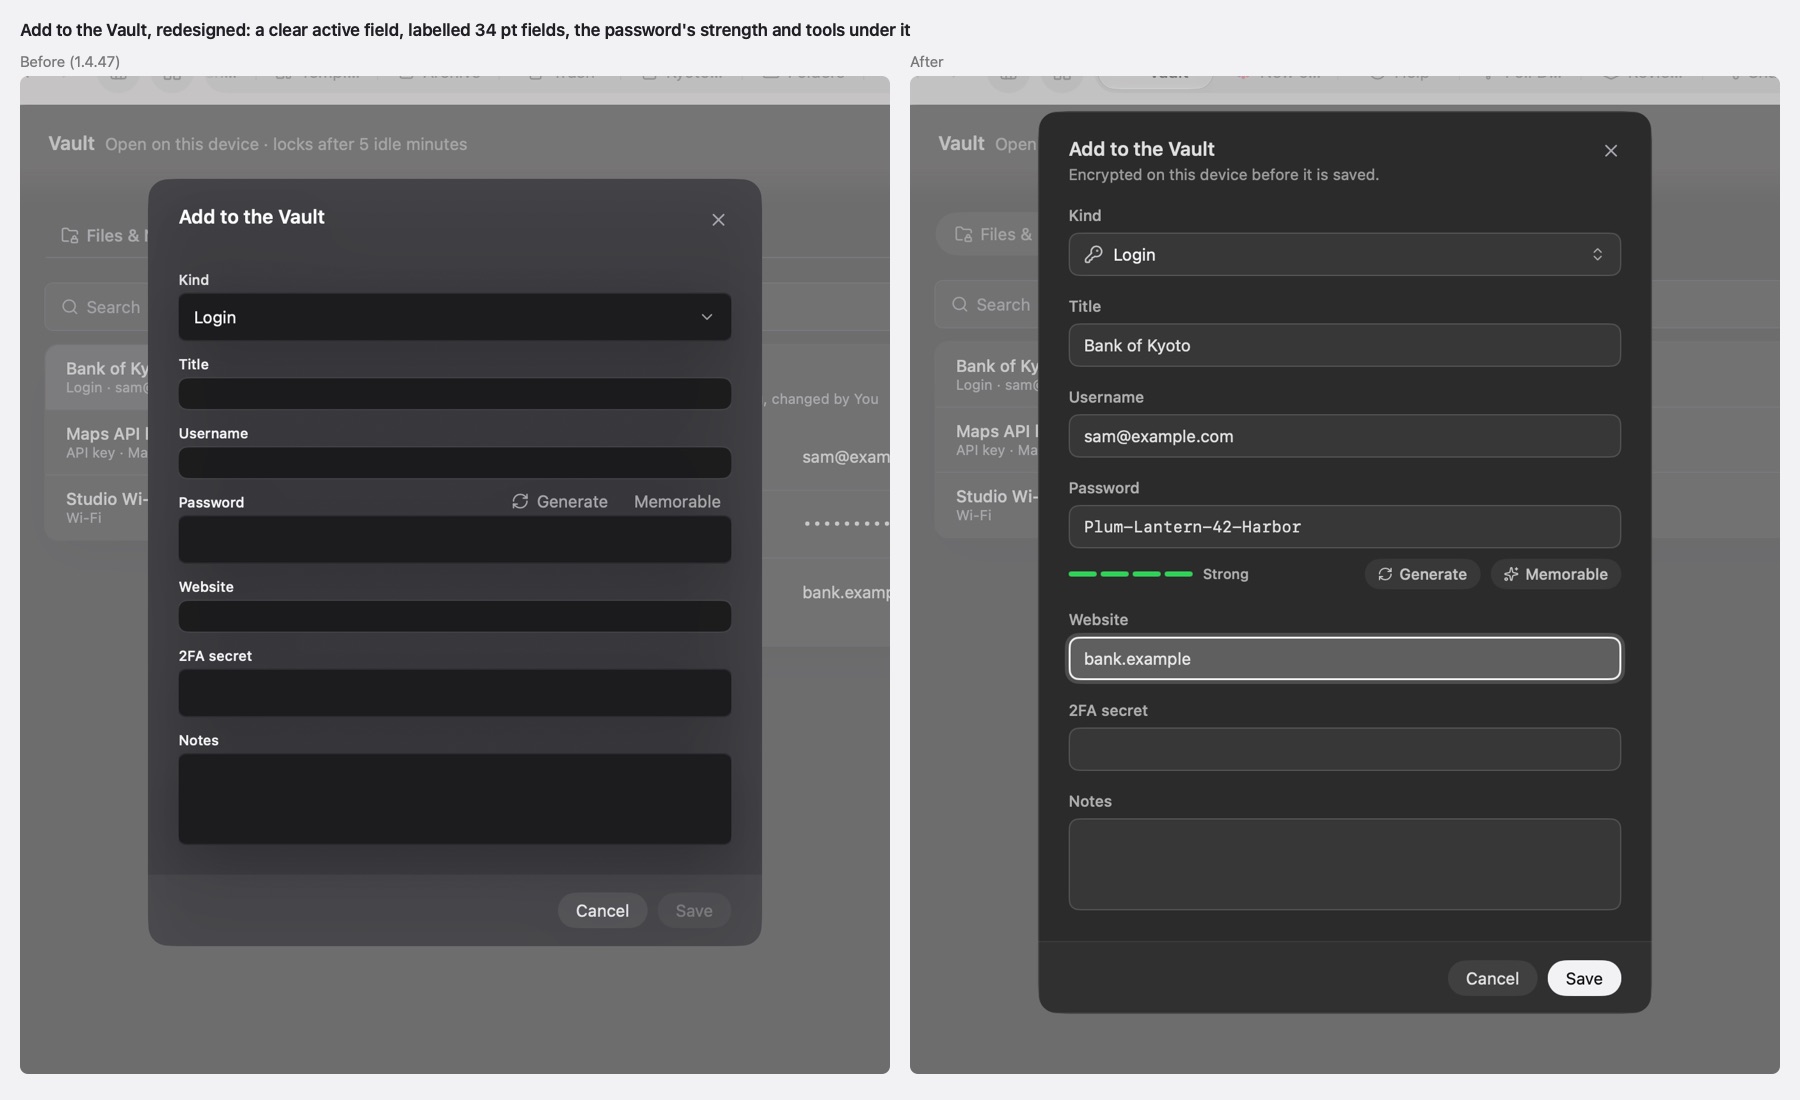 Add to the Vault, redesigned: a clear active field, labelled 34 pt fields, the password's strength and tools under it
Before (1.4.47)
Vault Open on this device · locks after 5 idle minutes
Add to the Vault
Files &
Kind
Search
Login
Title
Bank of Ky
Login · sam@
, changed by You
Maps API
API key · Ma
Username
sam@exam
Studio Wi-
Wi-Fi
Password
Generate
Memorable
Website
bank.examp
2FA secret
Notes
Cancel
Save
After
Vault Open
Add to the Vault
Encrypted on this device before it is saved.
Files &
Kind
Login
Search
Title
Bank of Kyoto
Bank of Ky
Login · sam@
Username
Maps API
API key · Ma
sam@example.com
Studio Wi-
Wi-Fi
Password
Plum-Lantern-42-Harbor
Strong
Generate
Memorable
Website
bank.example
2FA secret
Notes
Cancel
Save